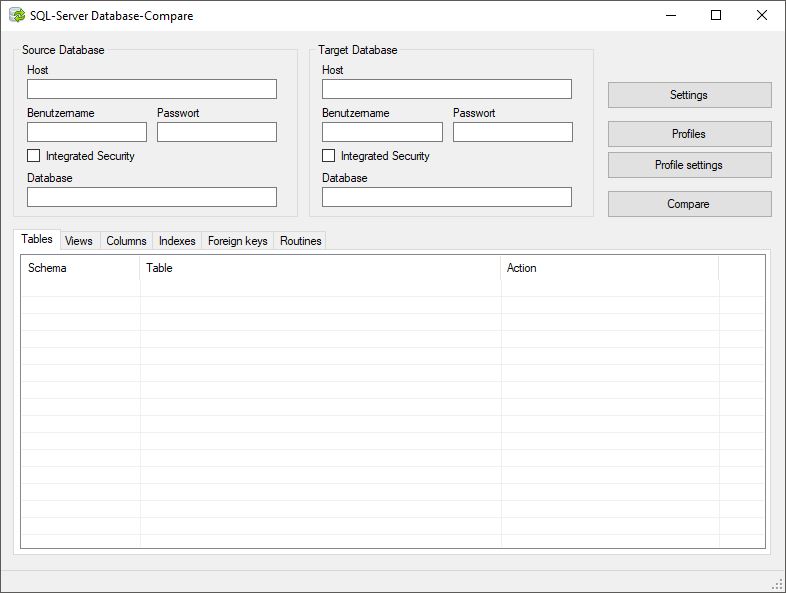 SQL-Server Database-Compare
Source Database
Host
Benutzername Passwort
Integrated Security
Database
Target Database
Host
Benutzername Passwort
Integrated Security
Database
Settings
Profiles
Profile settings
Compare
Tables Views Columns Indexes Foreign keys Routines
Schema Table Action